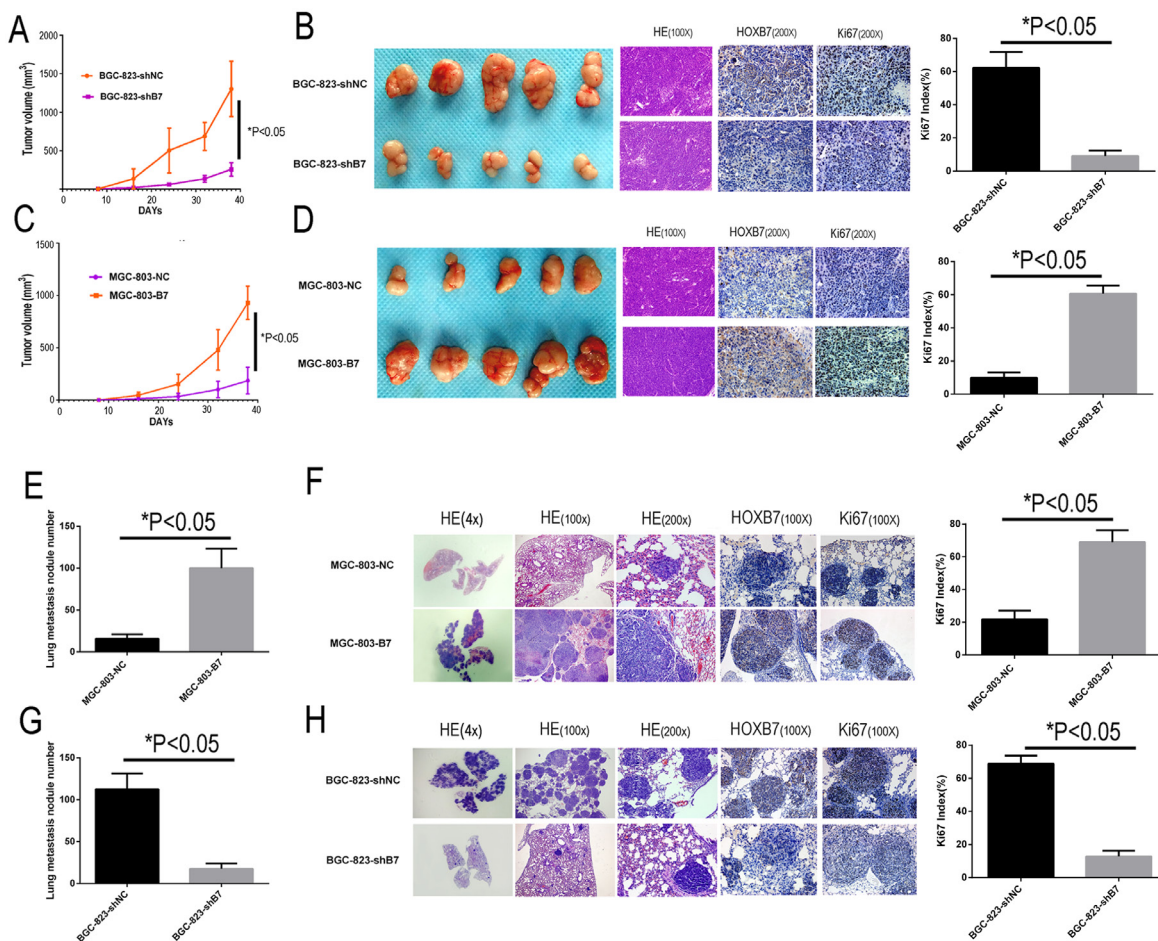 A
Tumor volume (mm³)
2000
1500
1000
500
0
0 10 20 30 40
DAYs
BGC-823-shNC
BGC-823-shB7
*P<0.05
B
HE(100X) HOXB7(200X) Ki67(200X)
BGC-823-shNC
BGC-823-shB7
*P<0.05
Ki67 Index(%)
80
60
40
20
0
BGC-823-shNC
BGC-823-shB7
C
Tumor volume (mm³)
1500
1000
500
0
0 10 20 30 40
DAYs
MGC-803-NC
MGC-803-B7
*P<0.05
D
HE(100X) HOXB7(200X) Ki67(200X)
MGC-803-NC
MGC-803-B7
*P<0.05
Ki67 Index(%)
80
60
40
20
0
MGC-803-NC
MGC-803-B7
E
*P<0.05
Lung metastasis nodule number
150
100
50
0
MGC-803-NC
MGC-803-B7
F
HE(4x) HE(100x) HE(200x) HOXB7(100X) Ki67(100X)
MGC-803-NC
MGC-803-B7
*P<0.05
Ki67 Index(%)
80
60
40
20
0
MGC-803-NC
MGC-803-B7
G
*P<0.05
Lung metastasis nodule number
150
100
50
0
BGC-823-shNC
BGC-823-shB7
H
HE(4x) HE(100x) HE(200x) HOXB7(100X) Ki67(100X)
BGC-823-shNC
BGC-823-shB7
*P<0.05
Ki67 Index(%)
80
60
40
20
0
BGC-823-shNC
BGC-823-shB7